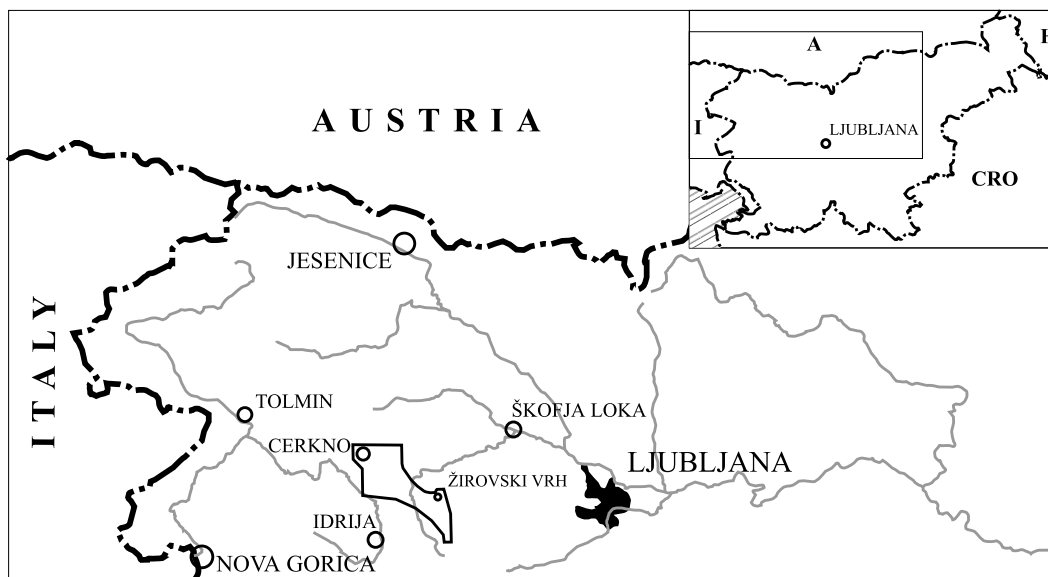 AUSTRIA
A
H
I
LJUBLJANA
CRO
JESENICE
ITALY
TOLMIN
ŠKOFJA LOKA
CERKNO
LJUBLJANA
ŽIROVSKI VRH
IDRIJA
NOVA GORICA